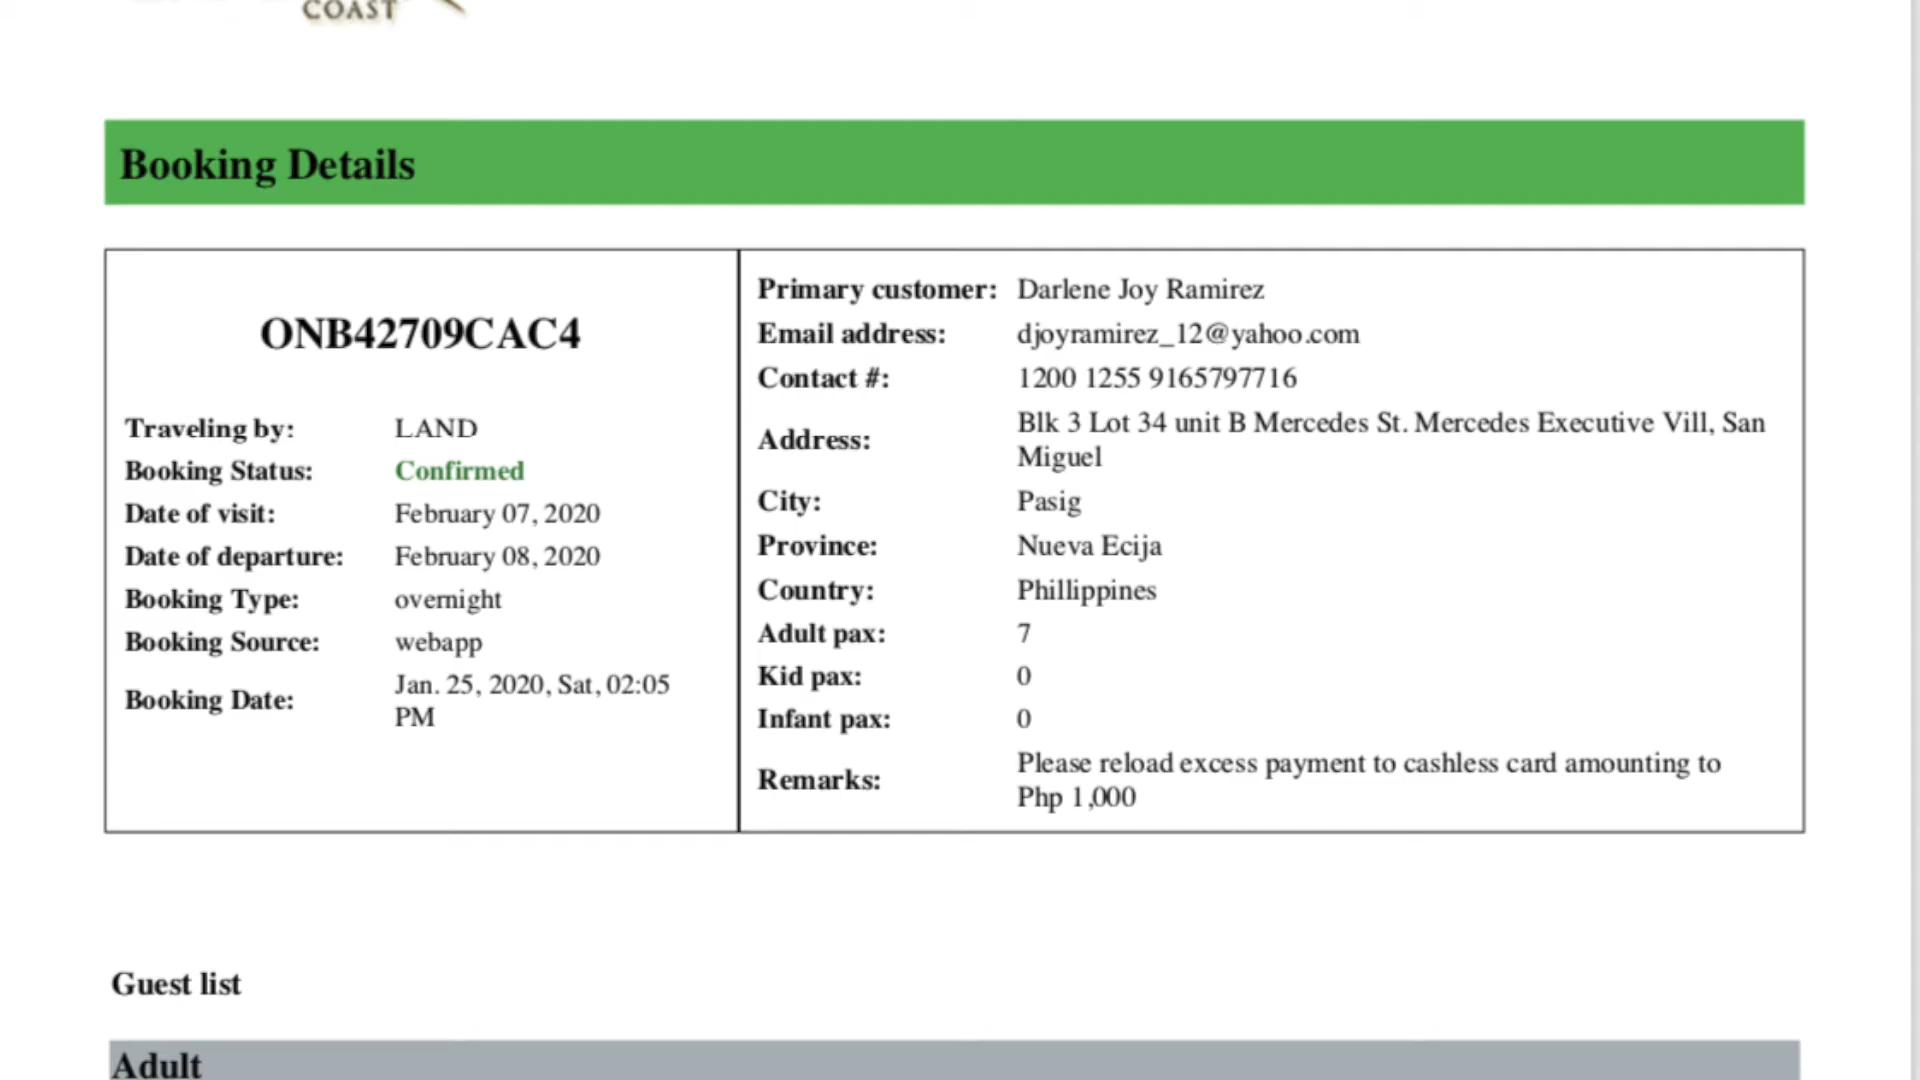 COAST
Booking Details
ONB42709CAC4
Traveling by: LAND
Booking Status: Confirmed
Date of visit: February 07, 2020
Date of departure: February 08, 2020
Booking Type: overnight
Booking Source: webapp
Booking Date: Jan. 25, 2020, Sat, 02:05
PM
Primary customer: Darlene Joy Ramirez
Email address: djoyramirez_12@yahoo.com
Contact #: 1200 1255 9165797716
Address: Blk 3 Lot 34 unit B Mercedes St. Mercedes Executive Vill, San
Miguel
City: Pasig
Province: Nueva Ecija
Country: Phillippines
Adult pax: 7
Kid pax: 0
Infant pax: 0
Remarks: Please reload excess payment to cashless card amounting to
Php 1,000
Guest list
Adult